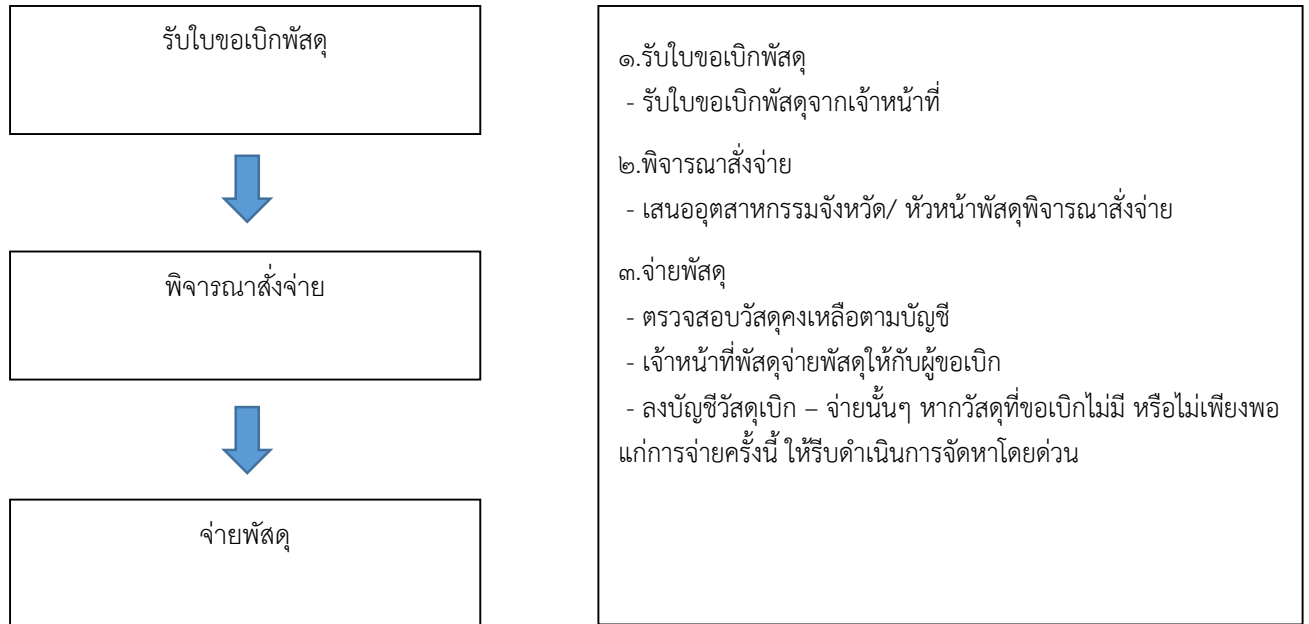 รับใบขอเบิกพัสดุ
พิจารณาสั่งจ่าย
จ่ายพัสดุ
๑.รับใบขอเบิกพัสดุ
- รับใบขอเบิกพัสดุจากเจ้าหน้าที่
๒.พิจารณาสั่งจ่าย
- เสนออุตสาหกรรมจังหวัด/ หัวหน้าพัสดุพิจารณาสั่งจ่าย
๓.จ่ายพัสดุ
- ตรวจสอบวัสดุคงเหลือตามบัญชี
- เจ้าหน้าที่พัสดุจ่ายพัสดุให้กับผู้ขอเบิก
- ลงบัญชีวัสดุเบิก – จ่ายนั้นๆ หากวัสดุที่ขอเบิกไม่มี หรือไม่เพียงพอ
แก่การจ่ายครั้งนี้ ให้รีบดำเนินการจัดหาโดยด่วน